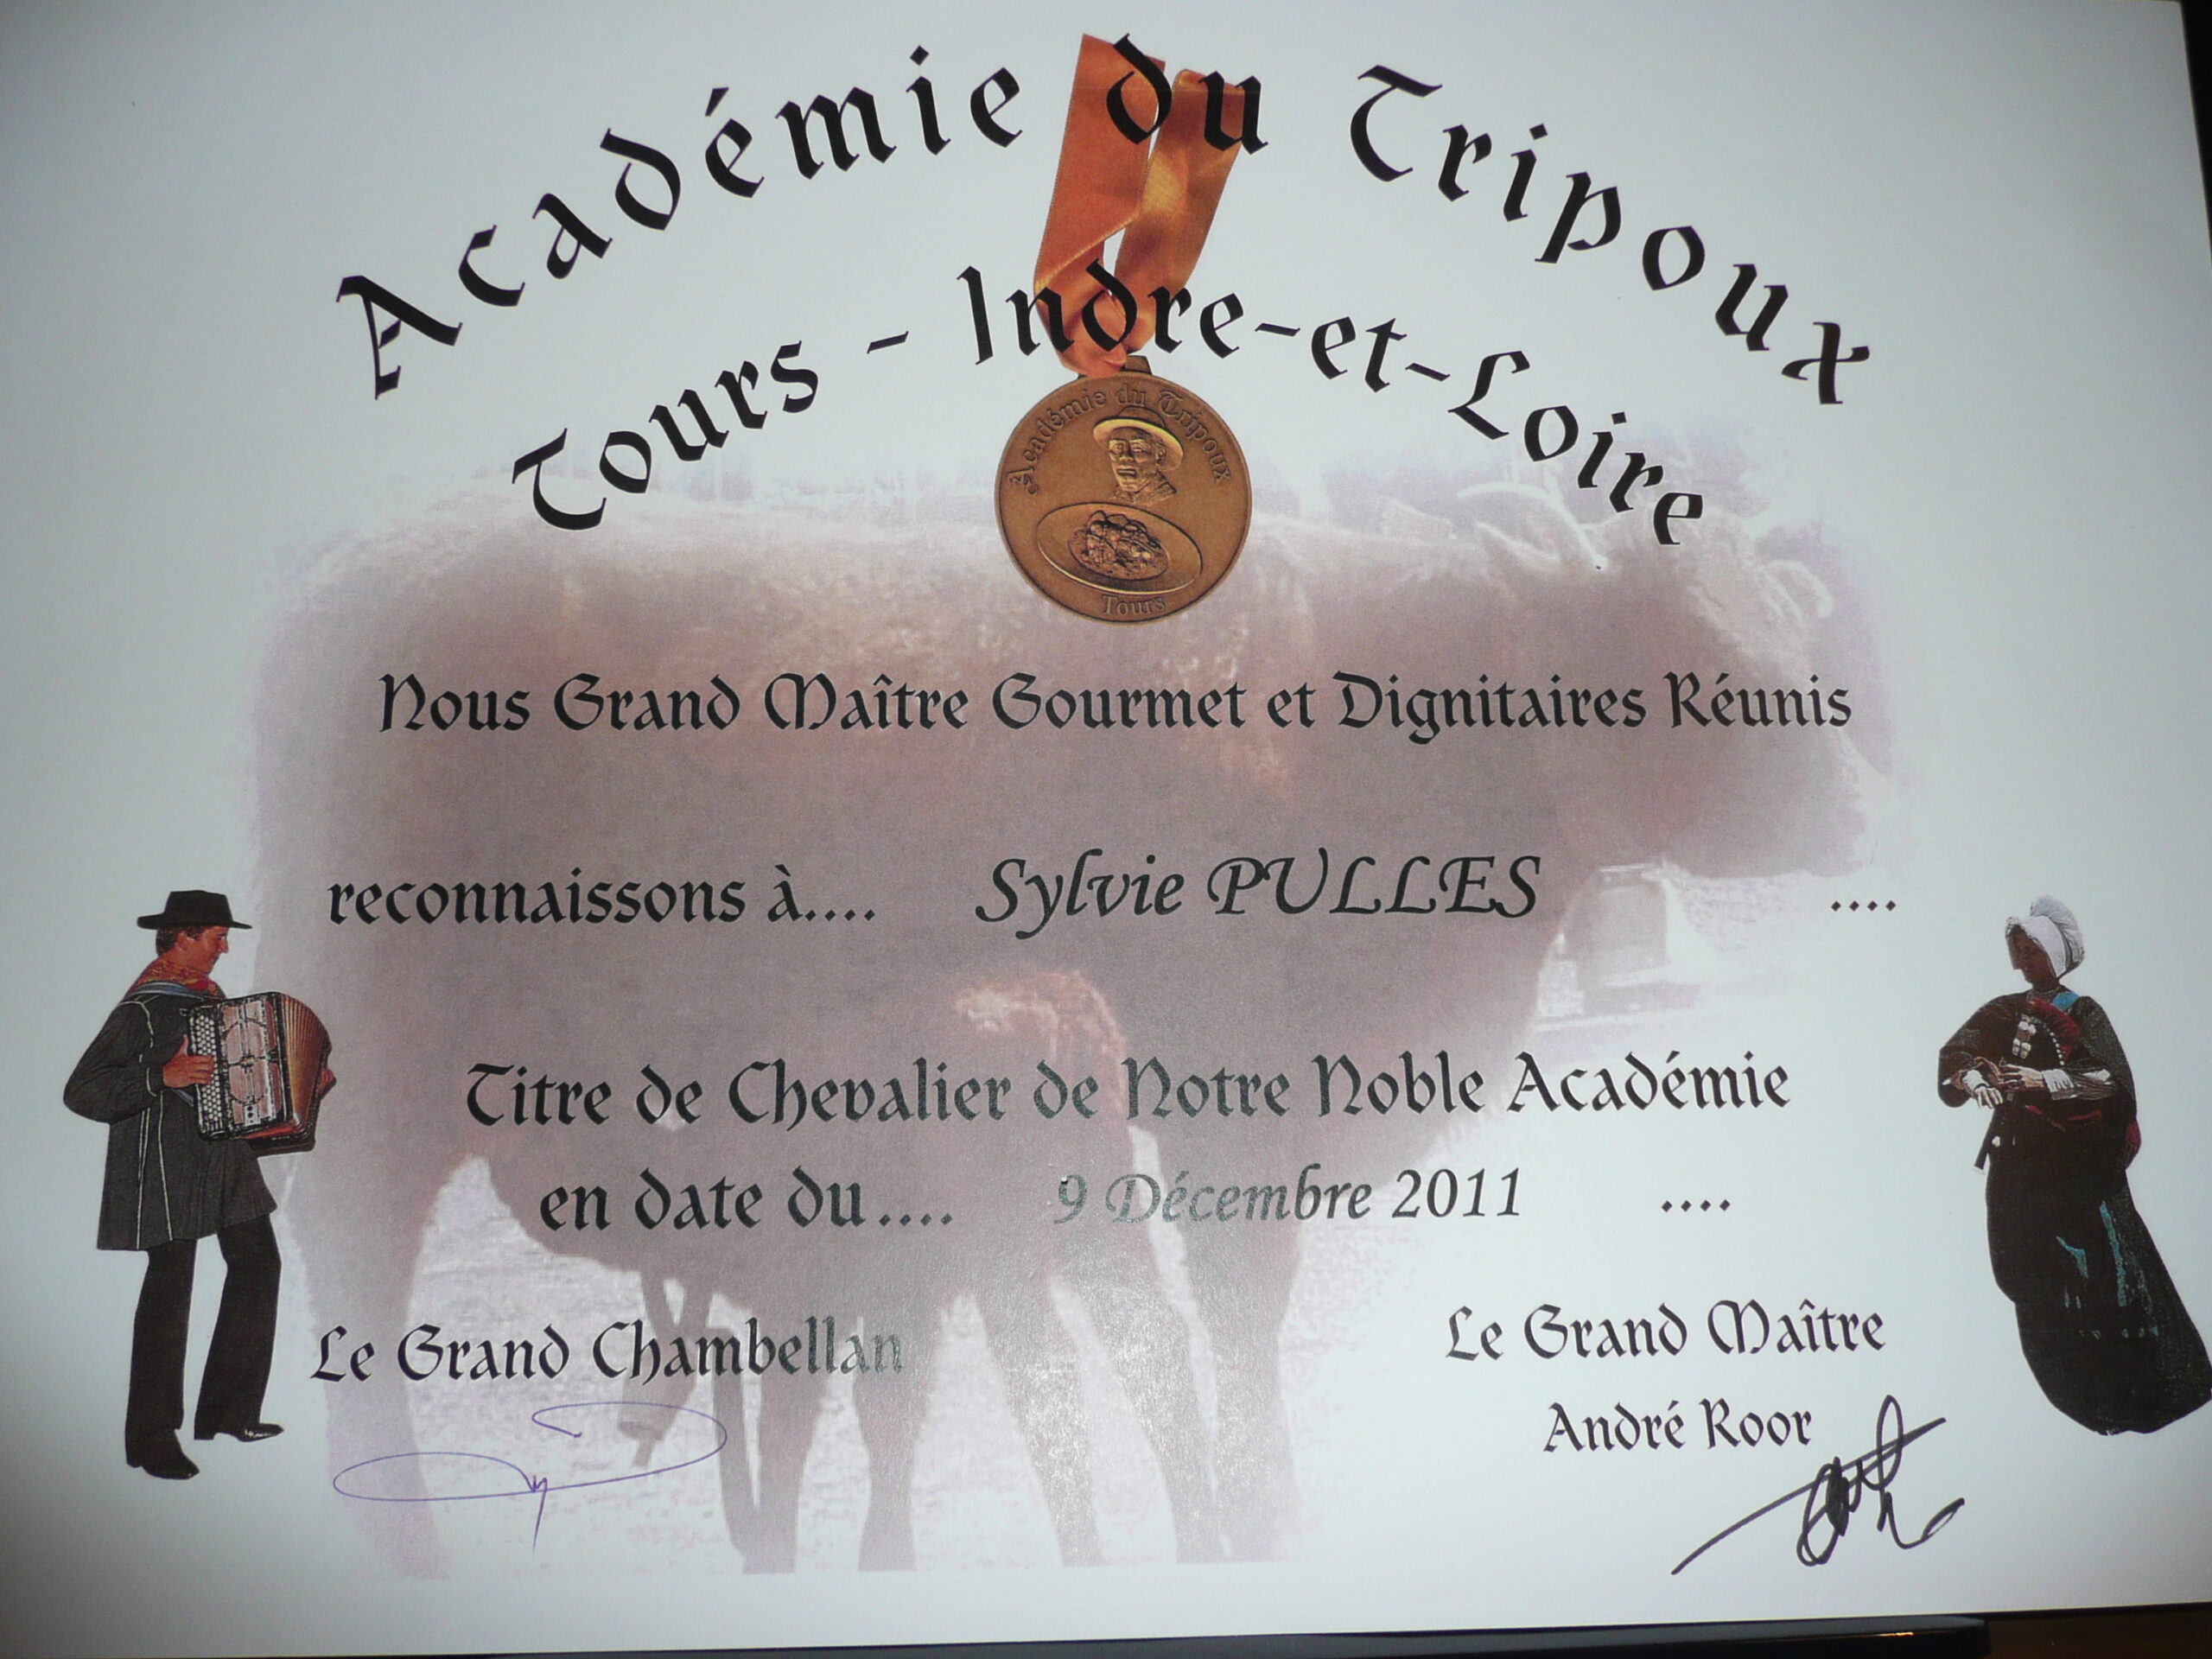 Académie du Tripoux
Tours - Indre-et-Loire
Académie du Tripoux
Tours
Nous Grand Maître Gourmet et Dignitaires Réunis
reconnaissons à.... Sylvie PULLES ....
Titre de Chevalier de Notre Noble Académie
en date du.... 9 Décembre 2011 ....
Le Grand Chambellan
Le Grand Maître
André Roor